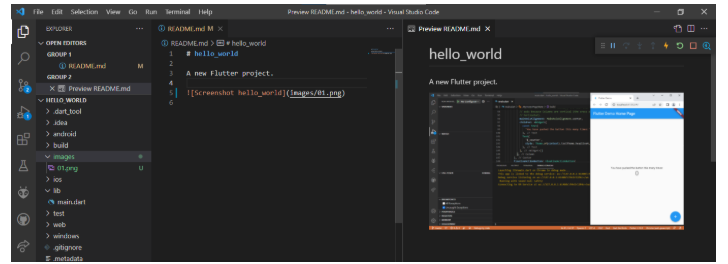 File Edit Selection View Go Run Terminal Help
Preview README.md - hello_world - Visual Studio Code
EXPLORER
OPEN EDITORS
GROUP 1
README.md M
GROUP 2
Preview README.md
HELLO_WORLD
.dart_tool
.idea
android
build
images
01.png U
ios
lib
main.dart
test
web
windows
.gitignore
.metadata
README.md M
README.md > # hello_world
1 # hello_world
2
3 A new Flutter project.
4
5 ![Screenshot hello_world](images/01.png)
6
Preview README.md
hello_world
A new Flutter project.
Flutter Demo Home Page